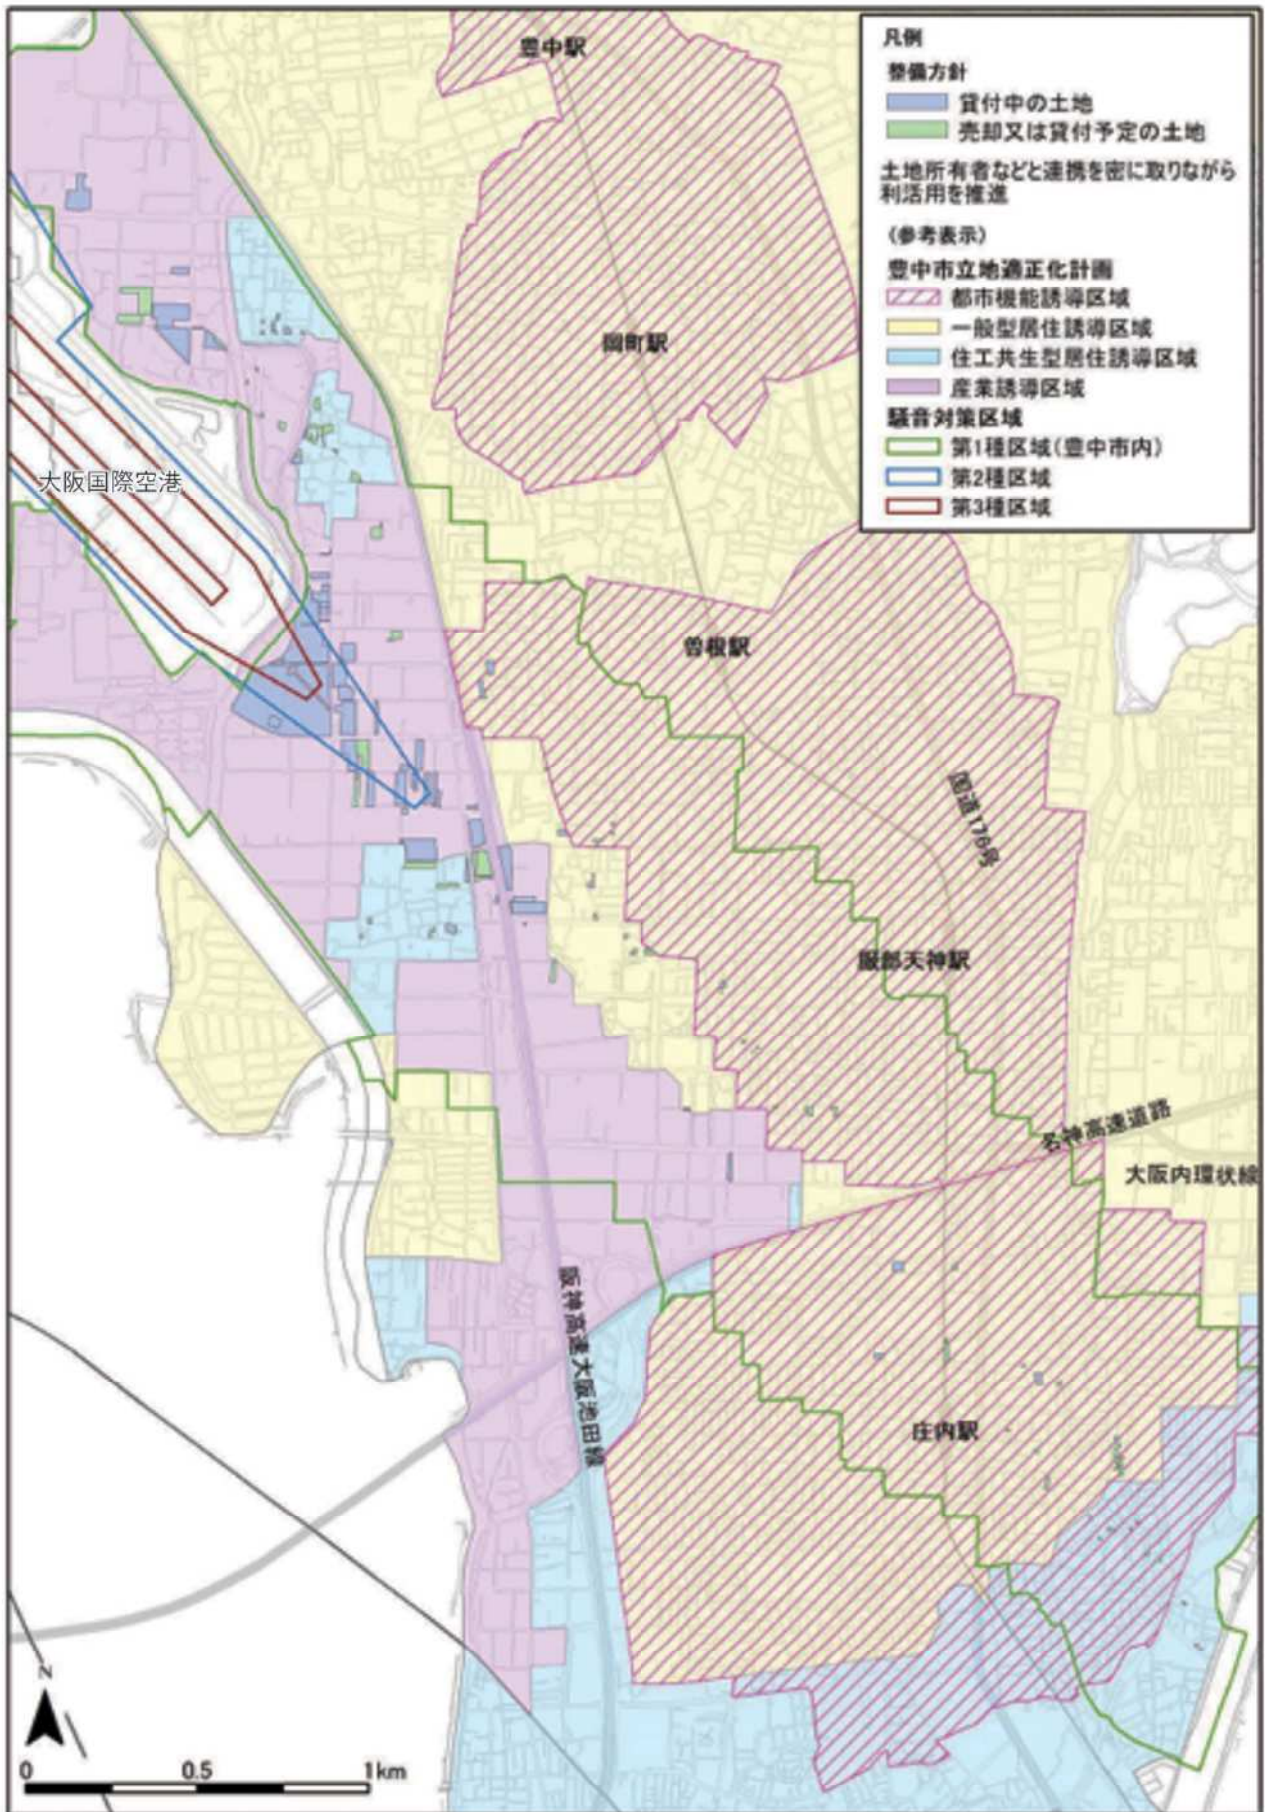 豊中駅
凡例
整備方針
貸付中の土地
売却又は貸付予定の土地
土地所有者などと連携を密に取りながら
利活用を推進
(参考表示)
豊中市立地適正化計画
都市機能誘導区域
一般型居住誘導区域
住工共生型居住誘導区域
産業誘導区域
騒音対策区域
第1種区域(豊中市内)
第2種区域
第3種区域
岡町駅
大阪国際空港
曽根駅
国道176号
服部天神駅
名神高速道路
大阪内環状線
阪神高速大阪池田線
庄内駅
N
0 0.5 1km